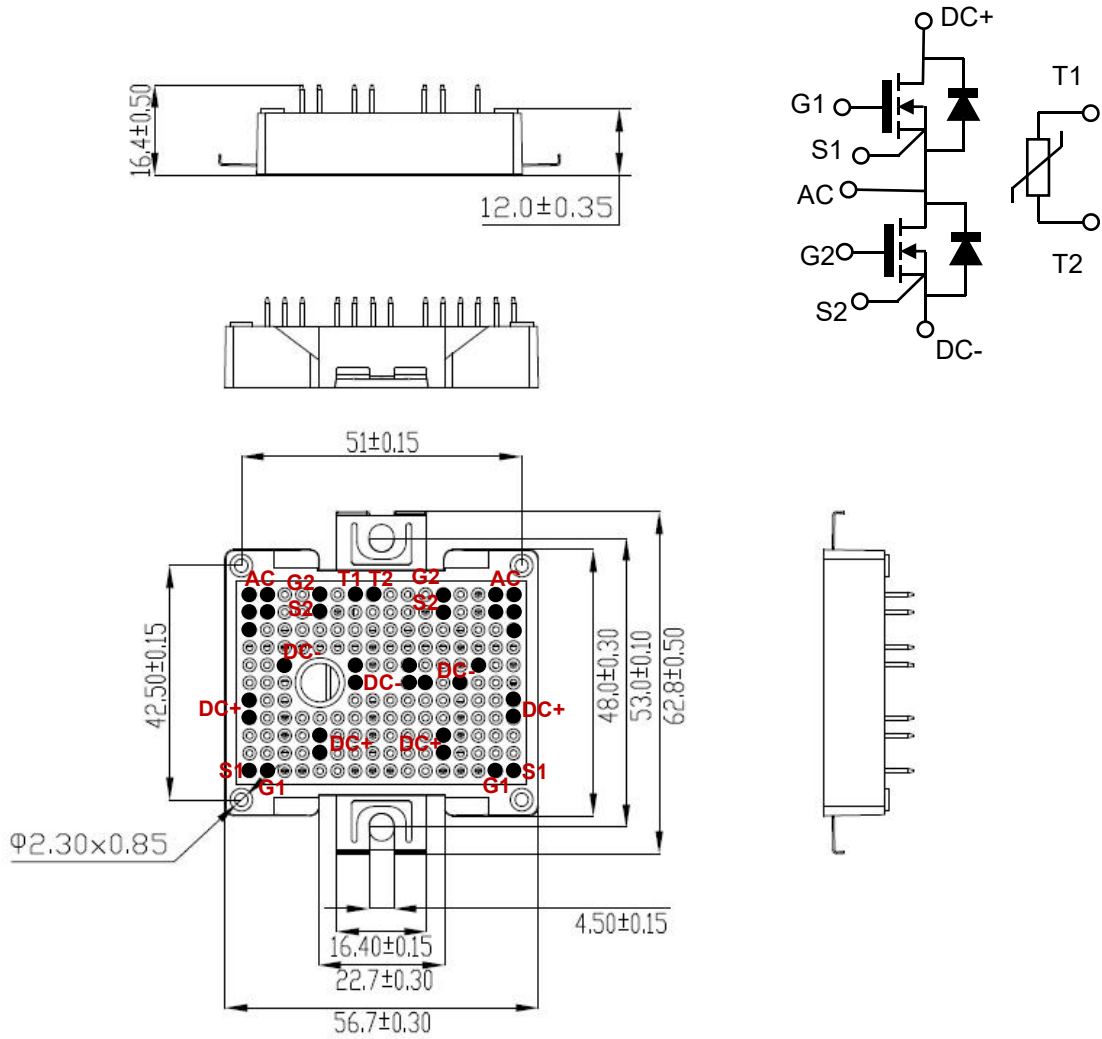 DC+
T1
G1
S1
AC
G2
T2
S2
DC-
16.4±0.50
12.0±0.35
51±0.15
AC G2 T1 T2 G2 AC
S2 S2
DC- DC- DC-
DC+ DC+
DC+ DC+
S1 G1 G1 S1
42.50±0.15
48.0±0.30
53.0±0.10
62.8±0.50
Φ2.30x0.85
4.50±0.15
16.40±0.15
22.7±0.30
56.7±0.30